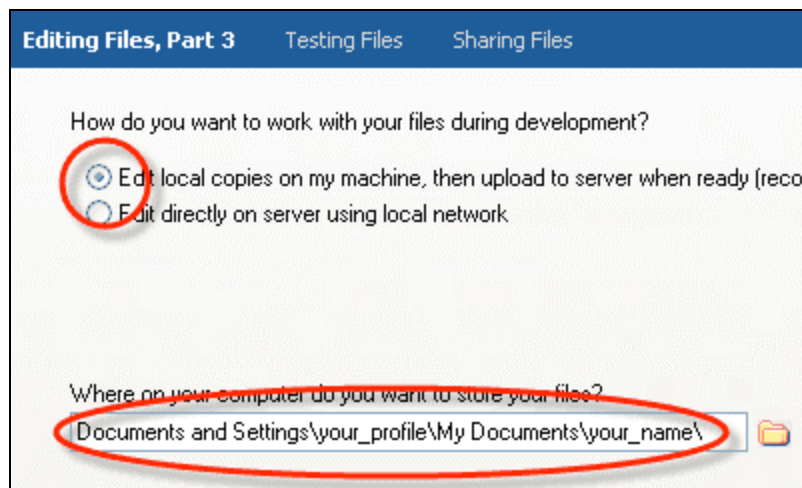 Editing Files, Part 3 Testing Files Sharing Files
How do you want to work with your files during development?
Edit local copies on my machine, then upload to server when ready (reco
Edit directly on server using local network
Where on your computer do you want to store your files?
Documents and Settings\your_profile\My Documents\your_name\